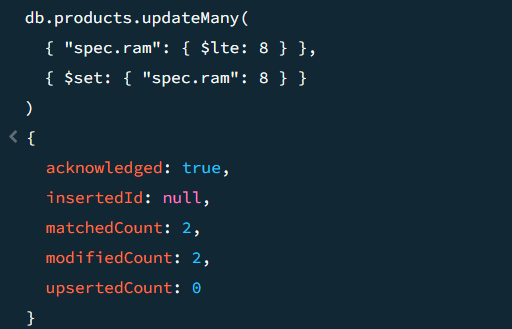 db.products.updateMany(
  { "spec.ram": { $lte: 8 } },
  { $set: { "spec.ram": 8 } }
)
{
  acknowledged: true,
  insertedId: null,
  matchedCount: 2,
  modifiedCount: 2,
  upsertedCount: 0
}